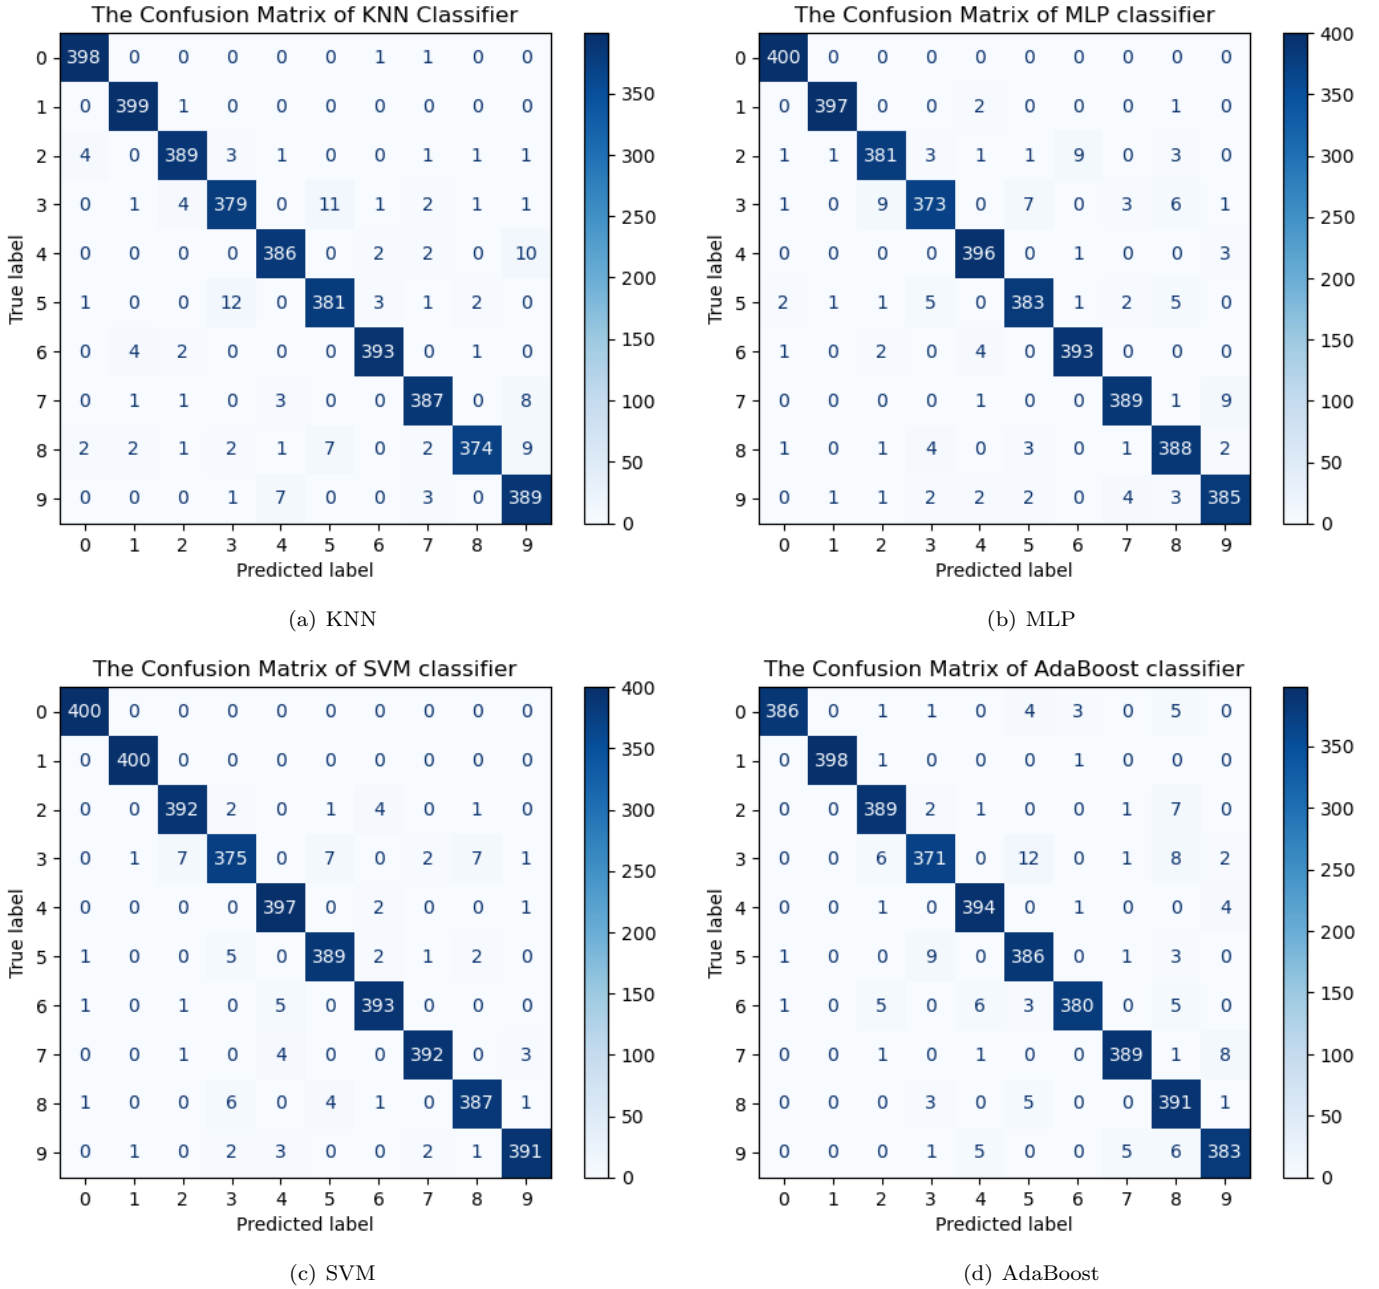 The Confusion Matrix of KNN Classifier
0 398 0 0 0 0 0 1 1 0 0
1 0 399 1 0 0 0 0 0 0 0
2 4 0 389 3 1 0 0 1 1 1
3 0 1 4 379 0 11 1 2 1 1
4 0 0 0 0 386 0 2 2 0 10
5 1 0 0 12 0 381 3 1 2 0
6 0 4 2 0 0 0 393 0 1 0
7 0 1 1 0 3 0 0 387 0 8
8 2 2 1 2 1 7 0 2 374 9
9 0 0 0 1 7 0 0 3 0 389
0 1 2 3 4 5 6 7 8 9
True label
Predicted label
350
300
250
200
150
100
50
0
(a) KNN
The Confusion Matrix of MLP classifier
0 400 0 0 0 0 0 0 0 0 0
1 0 397 0 0 2 0 0 0 1 0
2 1 1 381 3 1 1 9 0 3 0
3 1 0 9 373 0 7 0 3 6 1
4 0 0 0 0 396 0 1 0 0 3
5 2 1 1 5 0 383 1 2 5 0
6 1 0 2 0 4 0 393 0 0 0
7 0 0 0 0 1 0 0 389 1 9
8 1 0 1 4 0 3 0 1 388 2
9 0 1 1 2 2 2 0 4 3 385
0 1 2 3 4 5 6 7 8 9
True label
Predicted label
400
350
300
250
200
150
100
50
0
(b) MLP
The Confusion Matrix of SVM classifier
0 400 0 0 0 0 0 0 0 0 0
1 0 400 0 0 0 0 0 0 0 0
2 0 0 392 2 0 1 4 0 1 0
3 0 1 7 375 0 7 0 2 7 1
4 0 0 0 0 397 0 2 0 0 1
5 1 0 0 5 0 389 2 1 2 0
6 1 0 1 0 5 0 393 0 0 0
7 0 0 1 0 4 0 0 392 0 3
8 1 0 0 6 0 4 1 0 387 1
9 0 1 0 2 3 0 0 2 1 391
0 1 2 3 4 5 6 7 8 9
True label
Predicted label
400
350
300
250
200
150
100
50
0
(c) SVM
The Confusion Matrix of AdaBoost classifier
0 386 0 1 1 0 4 3 0 5 0
1 0 398 1 0 0 0 1 0 0 0
2 0 0 389 2 1 0 0 1 7 0
3 0 0 6 371 0 12 0 1 8 2
4 0 0 1 0 394 0 1 0 0 4
5 1 0 0 9 0 386 0 1 3 0
6 1 0 5 0 6 3 380 0 5 0
7 0 0 1 0 1 0 0 389 1 8
8 0 0 0 3 0 5 0 0 391 1
9 0 0 0 1 5 0 0 5 6 383
0 1 2 3 4 5 6 7 8 9
True label
Predicted label
350
300
250
200
150
100
50
0
(d) AdaBoost